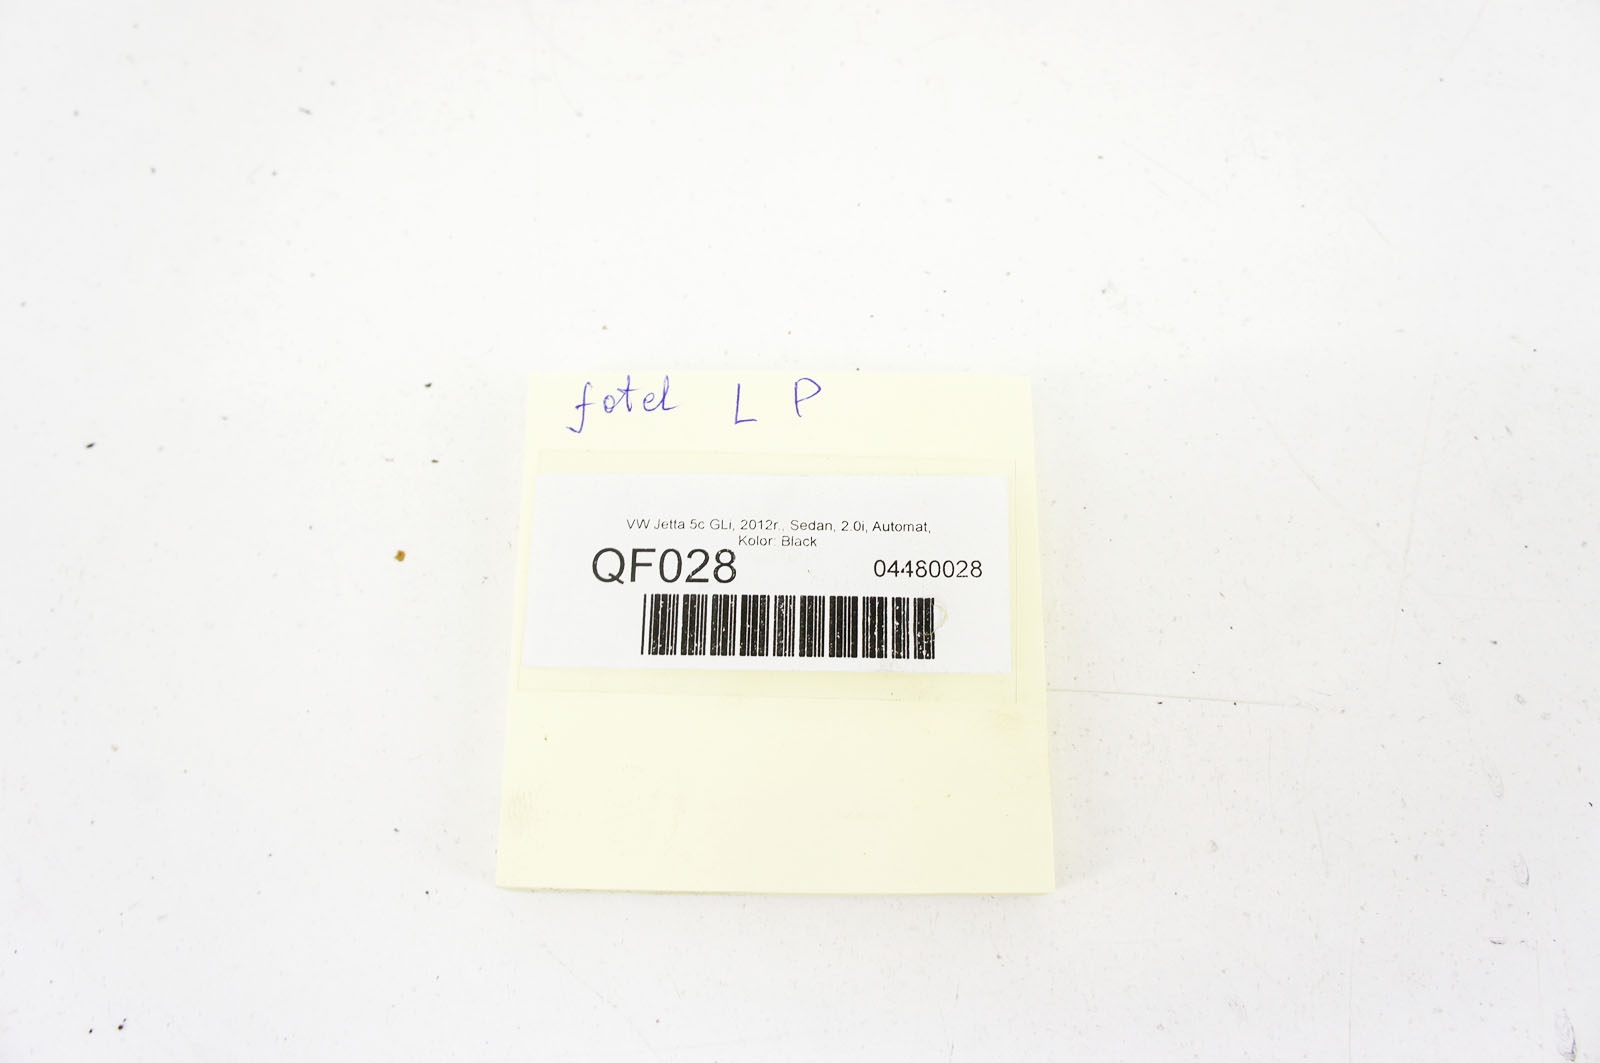 fotel L P
VW Jetta 5c GLi, 2012r., Sedan, 2.0i, Automat,
Kolor: Black
QF028 04480028